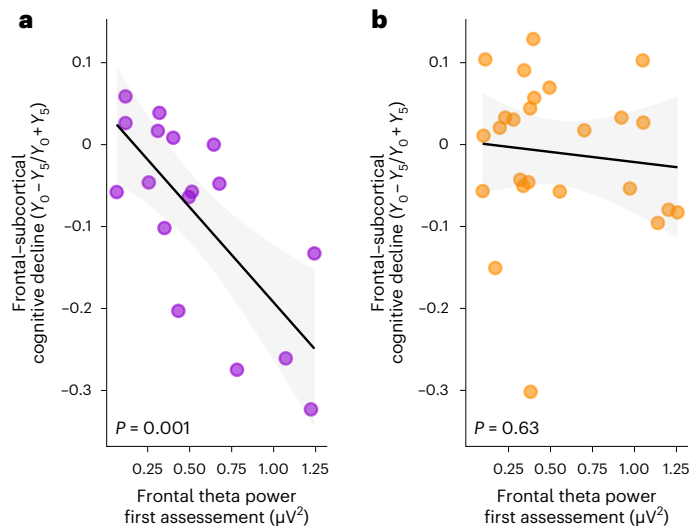 a
Frontal–subcortical
cognitive decline (Y₀ – Y₅/Y₀ + Y₅)
0.1
0
–0.1
–0.2
–0.3
P = 0.001
0.25 0.50 0.75 1.00 1.25
Frontal theta power
first assessement (μV²)
b
Frontal–subcortical
cognitive decline (Y₀ – Y₅/Y₀ + Y₅)
0.1
0
–0.1
–0.2
–0.3
P = 0.63
0.25 0.50 0.75 1.00 1.25
Frontal theta power
first assessement (μV²)